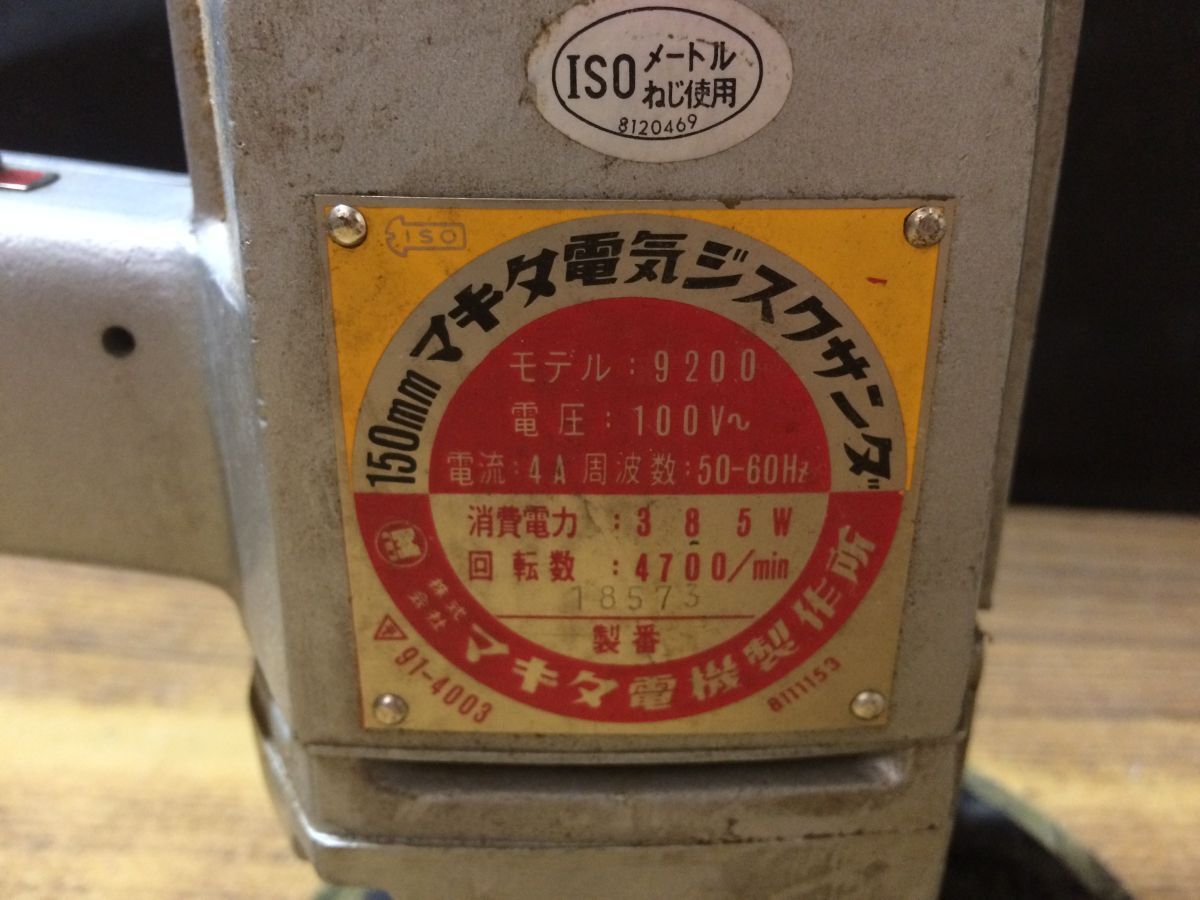 ISO メートル
ねじ使用
8120469
ISO
150mm マキタ電気ジスクサンダ
モデル：9200
電圧：100V～
電流：4A 周波数：50-60Hz
消費電力：385W
回転数：4700/min
18573
製番
株式会社 マキタ電機製作所
91-4003
8111153